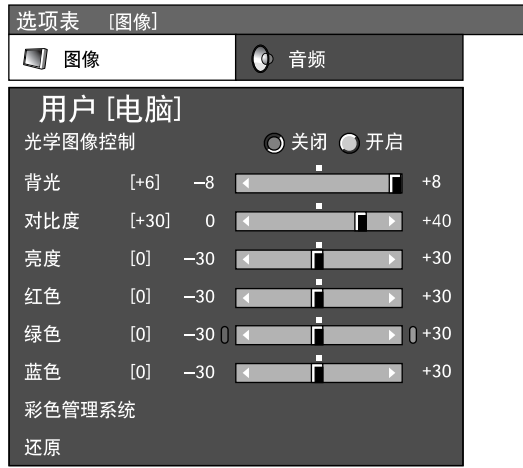 选项表 [图像]
图像 音频
用户 [电脑]
光学图像控制 关闭 开启
背光 [+6] −8 +8
对比度 [+30] 0 +40
亮度 [0] −30 +30
红色 [0] −30 +30
绿色 [0] −30 +30
蓝色 [0] −30 +30
彩色管理系统
还原